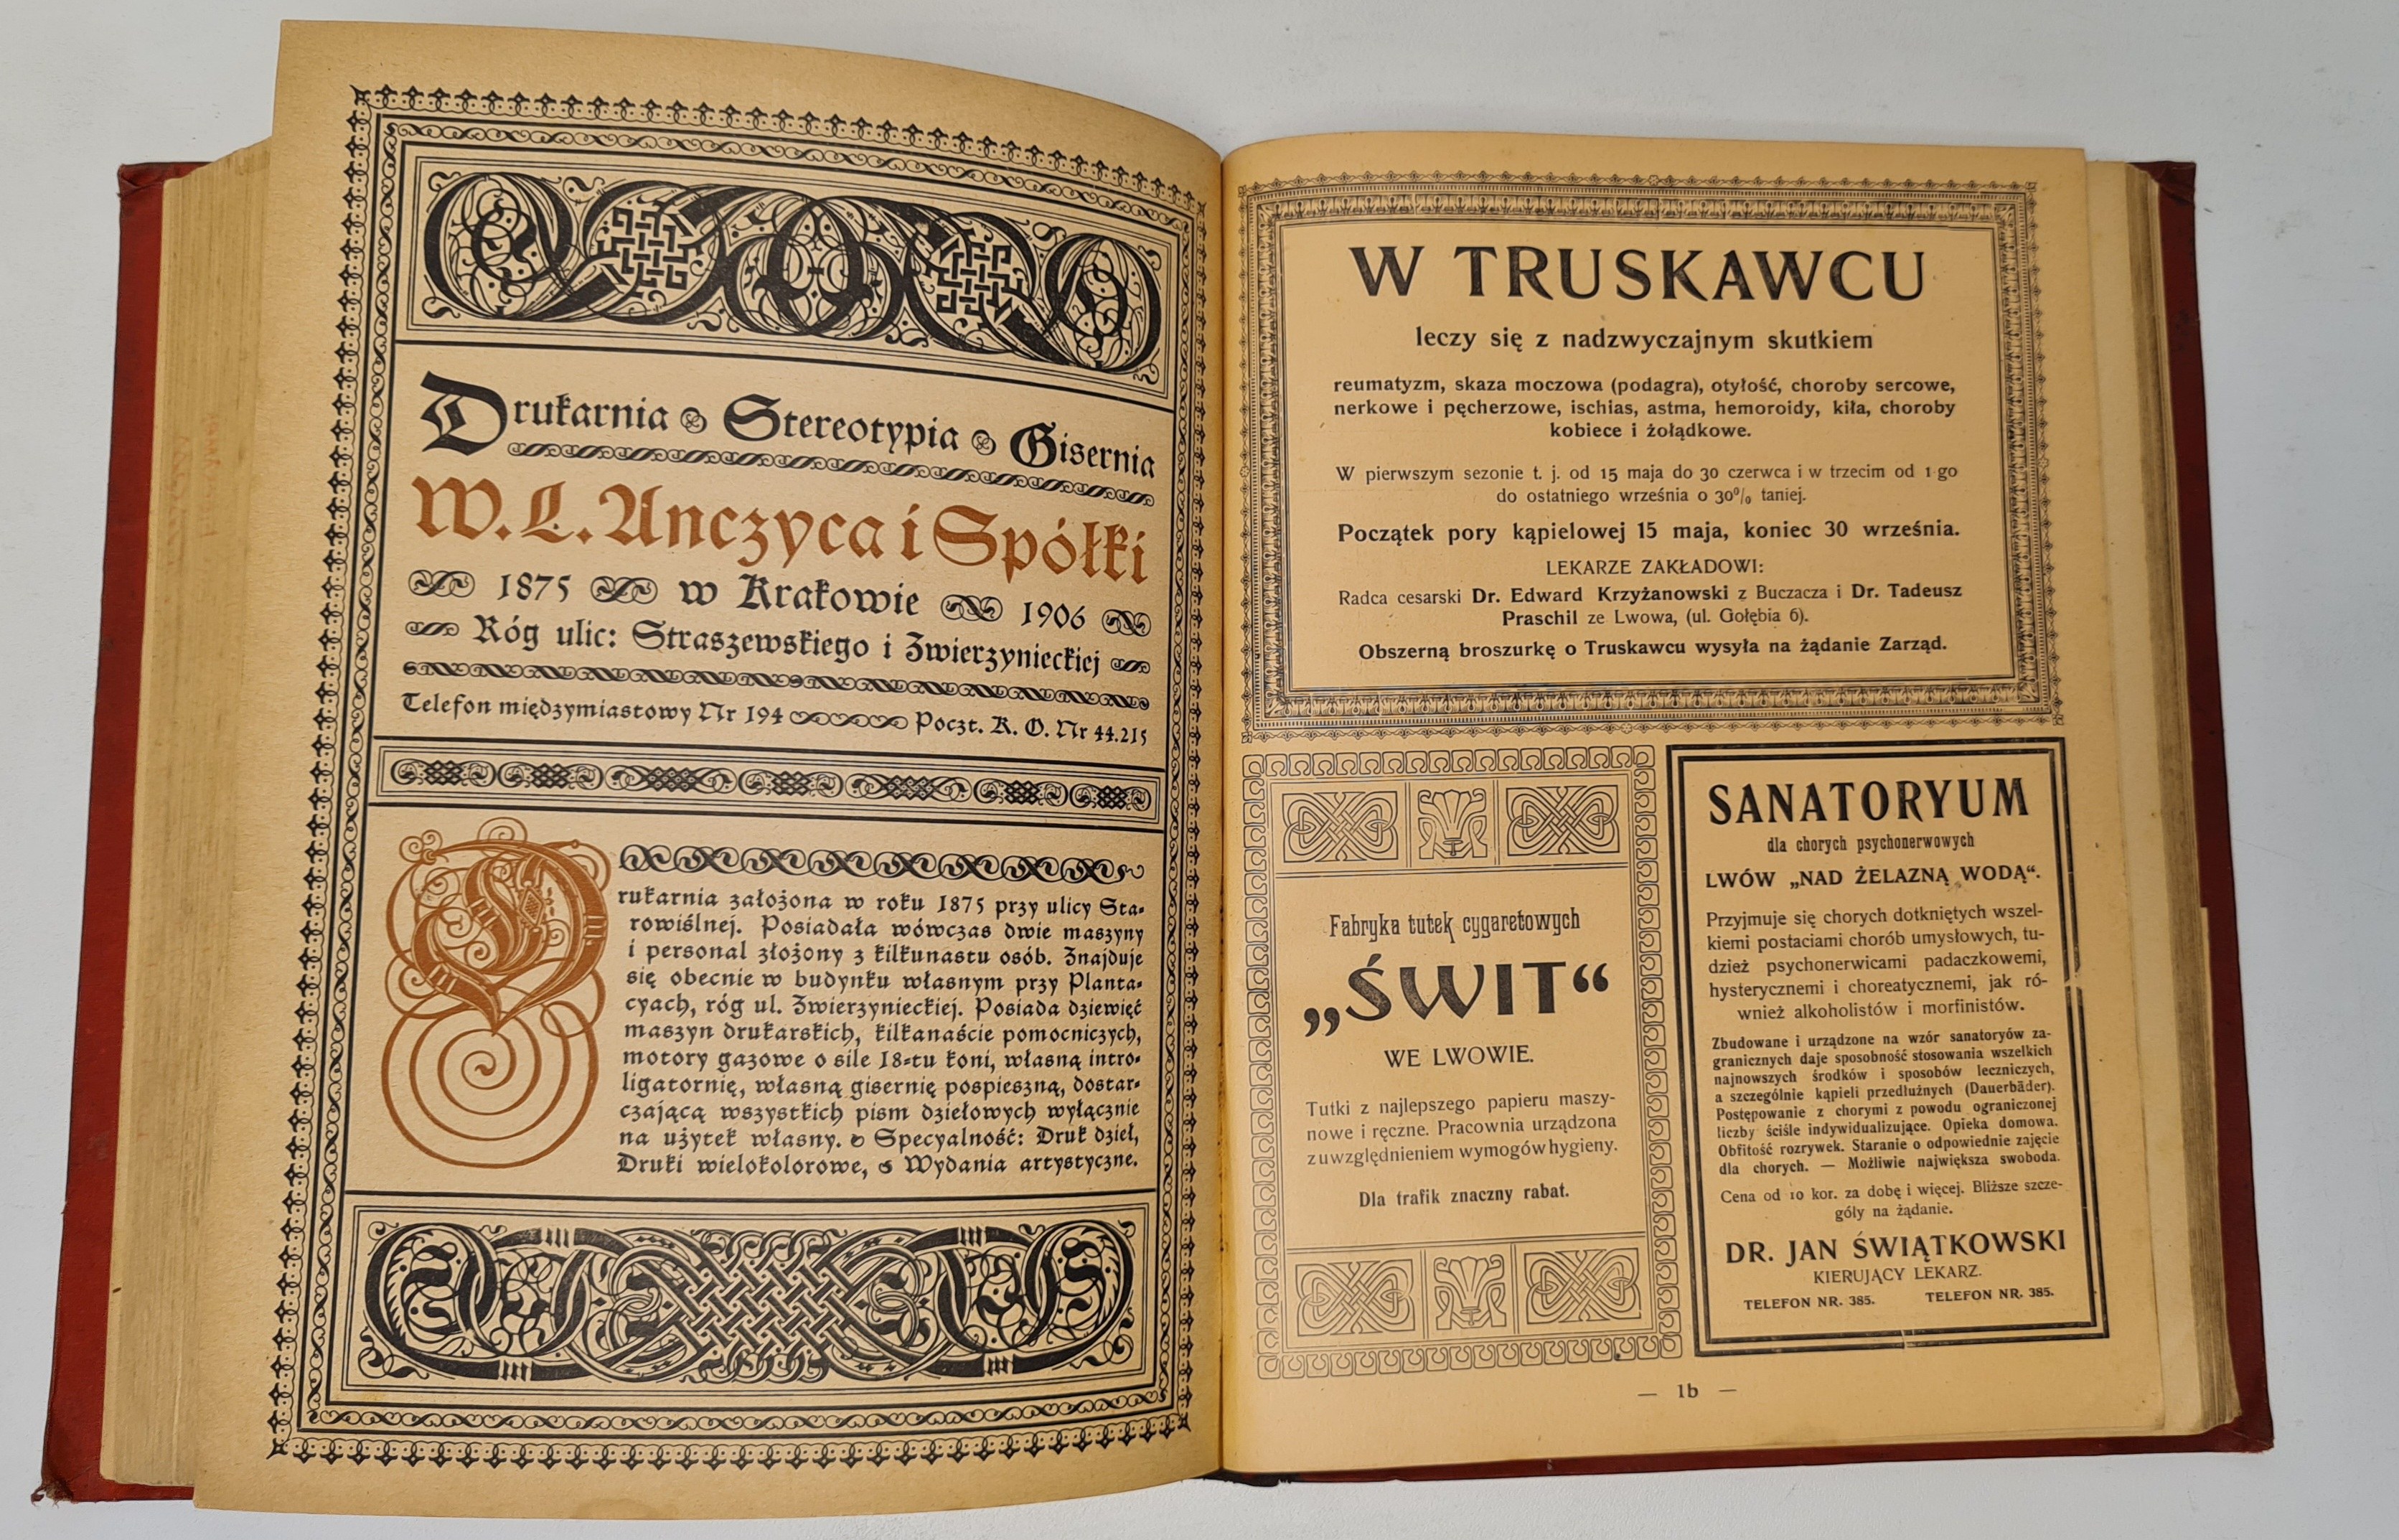 Drukarnia Stereotypia Gisernia
W. L. Anczyca i Spółki
1875 w Krakowie 1906
Róg ulic: Straszewskiego i Zwierzynieckiej
Telefon międzymiastowy Nr 194 Poczt. K. O. Nr 44.215
Drukarnia założona w roku 1875 przy ulicy Sta-
rowiślnej. Posiadała wówczas dwie maszyny
i personal złożony z kilkunastu osób. Znajduje
się obecnie w budynku własnym przy Planta-
cyach, róg ul. Zwierzynieckiej. Posiada dziewięć
maszyn drukarskich, kilkanaście pomocniczych,
motory gazowe o sile 18-tu koni, własną intro-
ligatornię, własną gisernię pospieszną, dostar-
czającą wszystkich pism dziełowych wyłącznie
na użytek własny. Specyalność: Druk dzieł,
Druki wielokolorowe, Wydania artystyczne.
W TRUSKAWCU
leczy się z nadzwyczajnym skutkiem
reumatyzm, skaza moczowa (podagra), otyłość, choroby sercowe,
nerkowe i pęcherzowe, ischias, astma, hemoroidy, kiła, choroby
kobiece i żołądkowe.
W pierwszym sezonie t. j. od 15 maja do 30 czerwca i w trzecim od 1 go
do ostatniego września o 30% taniej.
Początek pory kąpielowej 15 maja, koniec 30 września.
LEKARZE ZAKŁADOWI:
Radca cesarski Dr. Edward Krzyżanowski z Buczacza i Dr. Tadeusz
Praschil ze Lwowa, (ul. Gołębia 6).
Obszerną broszurkę o Truskawcu wysyła na żądanie Zarząd.
Fabryka tutek cygaretowych
„ŚWIT“
WE LWOWIE.
Tutki z najlepszego papieru maszy-
nowe i ręczne. Pracownia urządzona
z uwzględnieniem wymogów hygieny.
Dla trafik znaczny rabat.
SANATORYUM
dla chorych psychonerwowych
LWÓW „NAD ŻELAZNĄ WODĄ“.
Przyjmuje się chorych dotkniętych wszel-
kiemi postaciami chorób umysłowych, tu-
dzież psychonerwicami padaczkowemi,
hysterycznemi i choreatycznemi, jak ró-
wnież alkoholistów i morfinistów.
Zbudowane i urządzone na wzór sanatoryów za-
granicznych daje sposobność stosowania wszelkich
najnowszych środków i sposobów leczniczych,
a szczególnie kąpieli przedłużnych (Dauerbäder).
Postępowanie z chorymi z powodu ograniczonej
liczby ściśle indywidualizujące. Opieka domowa.
Obfitość rozrywek. Staranie o odpowiednie zajęcie
dla chorych. — Możliwie największa swoboda.
Cena od 10 kor. za dobę i więcej. Bliższe szcze-
góły na żądanie.
DR. JAN ŚWIĄTKOWSKI
KIERUJĄCY LEKARZ.
TELEFON NR. 385. TELEFON NR. 385.
— 1b —